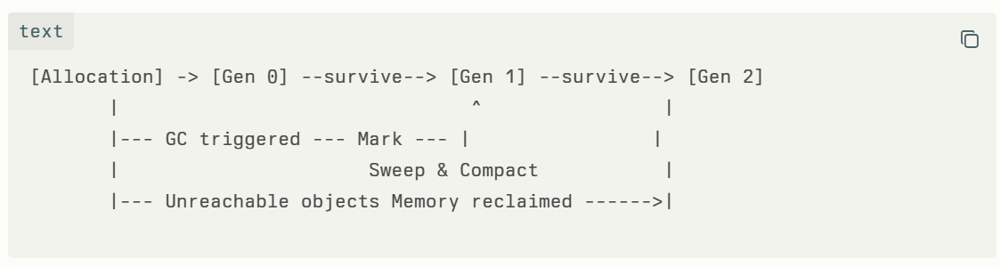 text
[Allocation] -> [Gen 0] --survive--> [Gen 1] --survive--> [Gen 2]
       |                               ^                |
       |--- GC triggered --- Mark --- |                |
       |                      Sweep & Compact           |
       |--- Unreachable objects Memory reclaimed ------>|